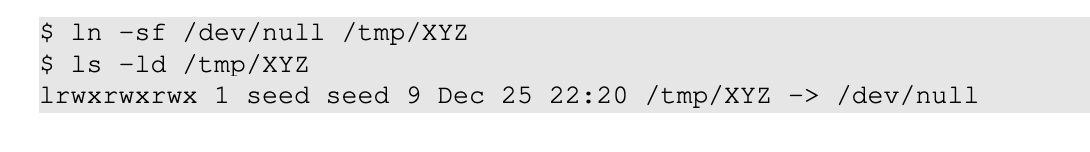 $ ln -sf /dev/null /tmp/XYZ
$ ls -ld /tmp/XYZ
lrwxrwxrwx 1 seed seed 9 Dec 25 22:20 /tmp/XYZ -> /dev/null